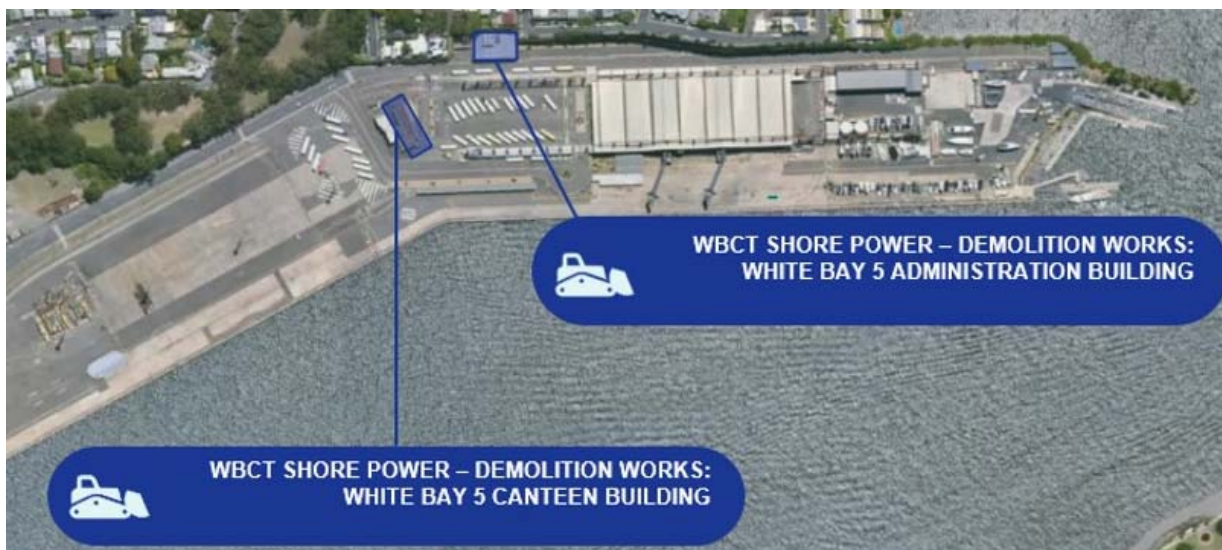 WBCT SHORE POWER – DEMOLITION WORKS:
WHITE BAY 5 ADMINISTRATION BUILDING
WBCT SHORE POWER – DEMOLITION WORKS:
WHITE BAY 5 CANTEEN BUILDING